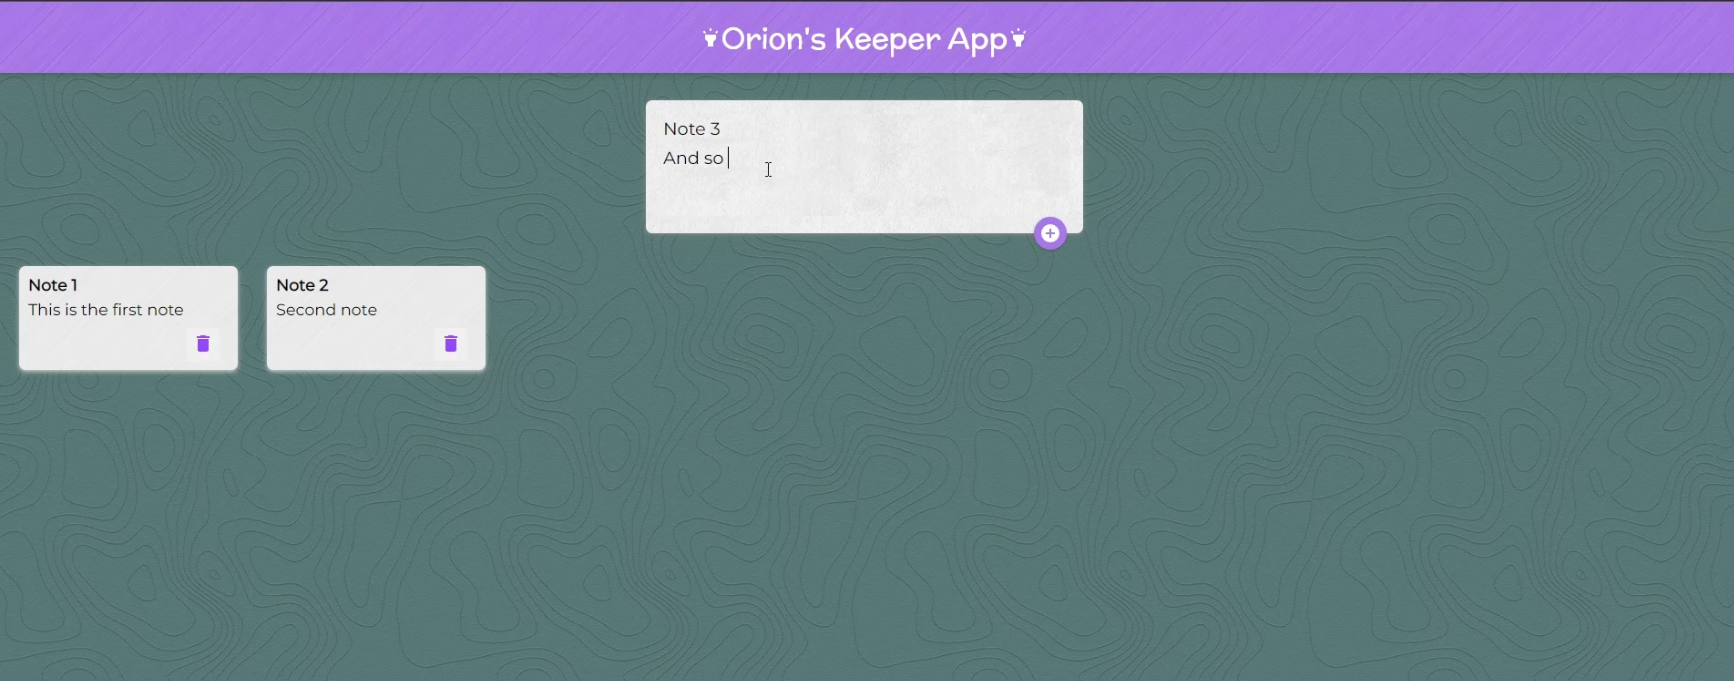 Orion's Keeper App
Note 3
And so
Note 1
This is the first note
Note 2
Second note